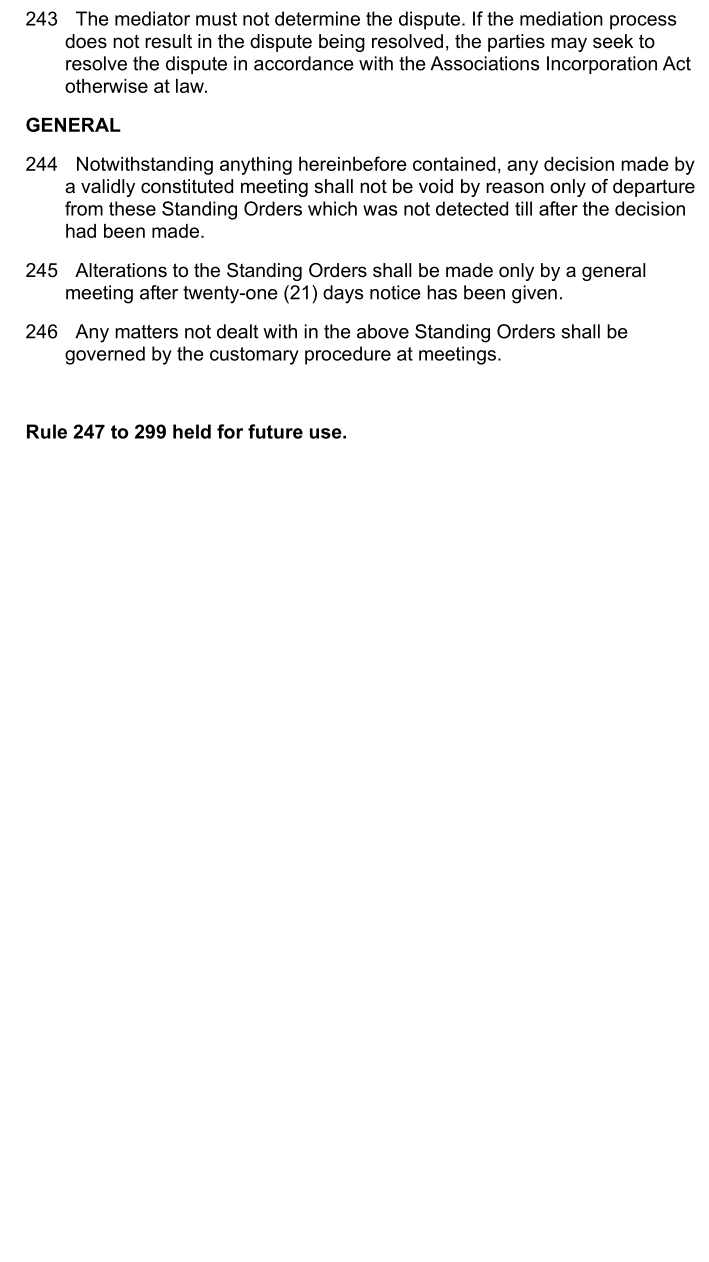 243 The mediator must not determine the dispute. If the mediation process
does not result in the dispute being resolved, the parties may seek to
resolve the dispute in accordance with the Associations Incorporation Act
otherwise at law.
GENERAL
244 Notwithstanding anything hereinbefore contained, any decision made by
a validly constituted meeting shall not be void by reason only of departure
from these Standing Orders which was not detected till after the decision
had been made.
245 Alterations to the Standing Orders shall be made only by a general
meeting after twenty-one (21) days notice has been given.
246 Any matters not dealt with in the above Standing Orders shall be
governed by the customary procedure at meetings.
Rule 247 to 299 held for future use.